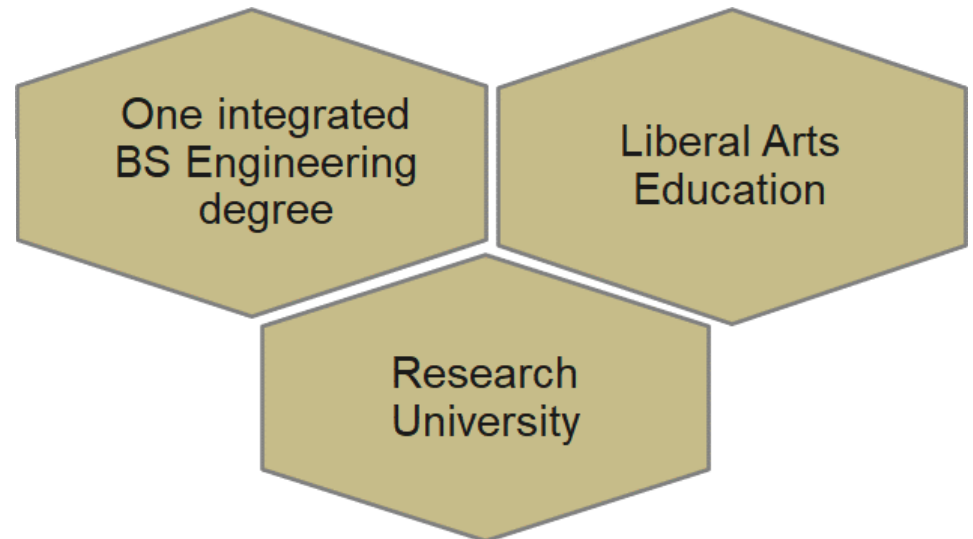 One integrated
BS Engineering
degree
Liberal Arts
Education
Research
University